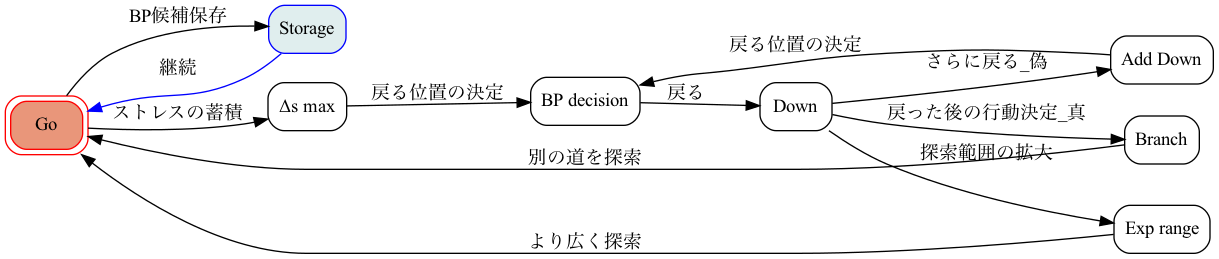 BP候補保存
Storage
継続
Go
ストレスの蓄積
Δs max
戻る位置の決定
BP decision
戻る
Down
戻る位置の決定
さらに戻る_偽
Add Down
戻った後の行動決定_真
Branch
別の道を探索
探索範囲の拡大
Exp range
より広く探索